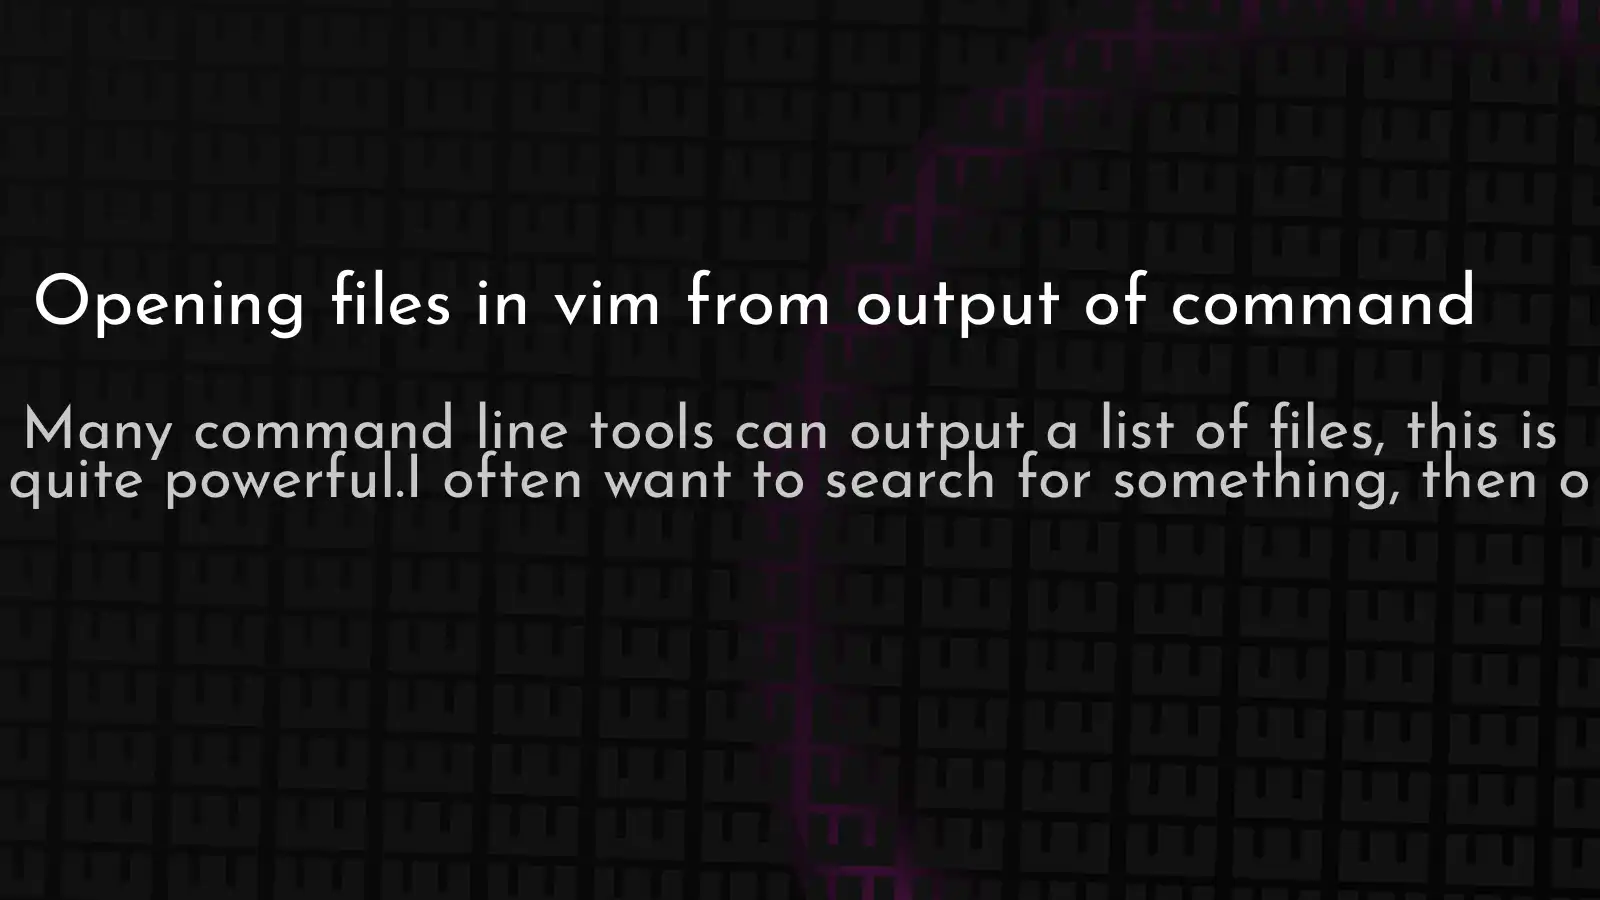 Opening files in vim from output of command
Many command line tools can output a list of files, this is
quite powerful.I often want to search for something, then o